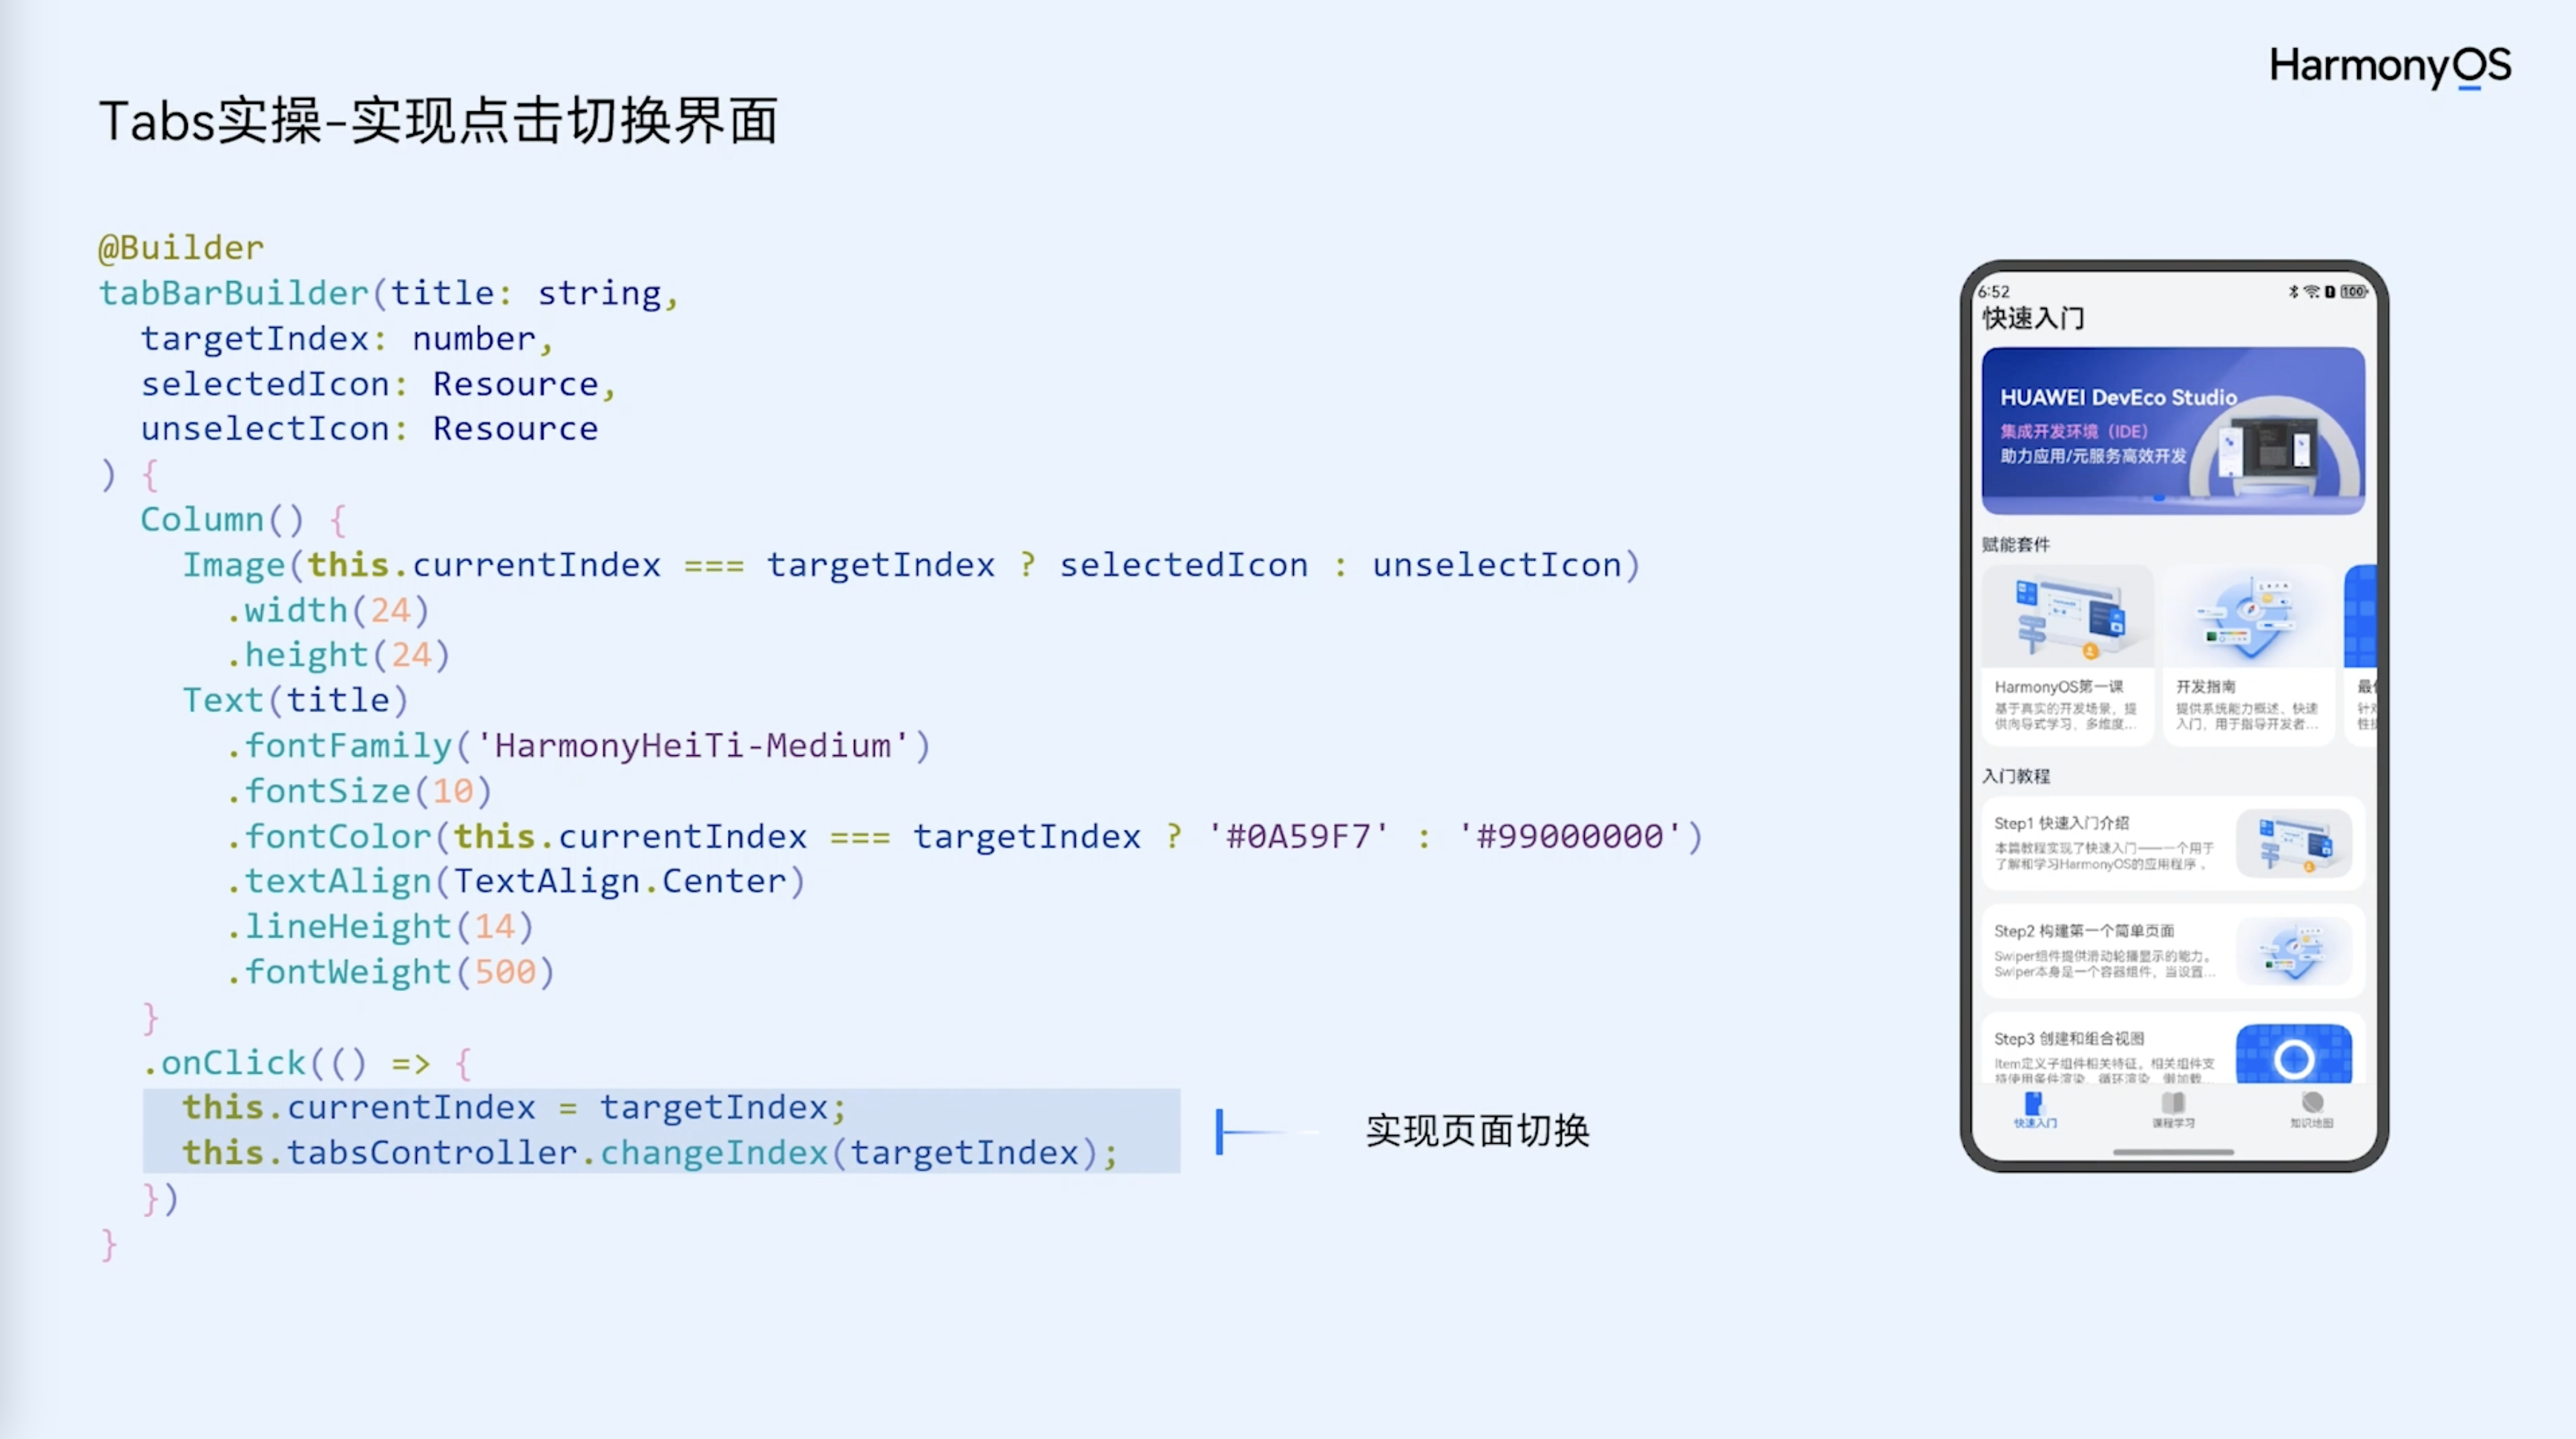 HarmonyOS
Tabs实操-实现点击切换界面
@Builder
tabBarBuilder(title: string,
  targetIndex: number,
  selectedIcon: Resource,
  unselectIcon: Resource
) {
  Column() {
    Image(this.currentIndex === targetIndex ? selectedIcon : unselectIcon)
      .width(24)
      .height(24)
    Text(title)
      .fontFamily('HarmonyHeiTi-Medium')
      .fontSize(10)
      .fontColor(this.currentIndex === targetIndex ? '#0A59F7' : '#99000000')
      .textAlign(TextAlign.Center)
      .lineHeight(14)
      .fontWeight(500)
  }
  .onClick(() => {
    this.currentIndex = targetIndex;
    this.tabsController.changeIndex(targetIndex);
  })
}
实现页面切换
6:52
100
快速入门
HUAWEI DevEco Studio
集成开发环境（IDE）
助力应用/元服务高效开发
赋能套件
HarmonyOS第一课
基于真实的开发场景，提
供向导式学习，多维度...
开发指南
提供系统能力概述、快速
入门，用于指导开发者...
最
针
性
入门教程
Step1 快速入门介绍
本篇教程实现了快速入门——一个用于
了解和学习HarmonyOS的应用程序。
Step2 构建第一个简单页面
Swiper组件提供滑动轮播显示的能力。
Swiper本身是一个容器组件，当设置...
Step3 创建和组合视图
Item定义子组件相关特征。相关组件支
持使用条件渲染、循环渲染、懒加载...
快速入门
课程学习
知识地图